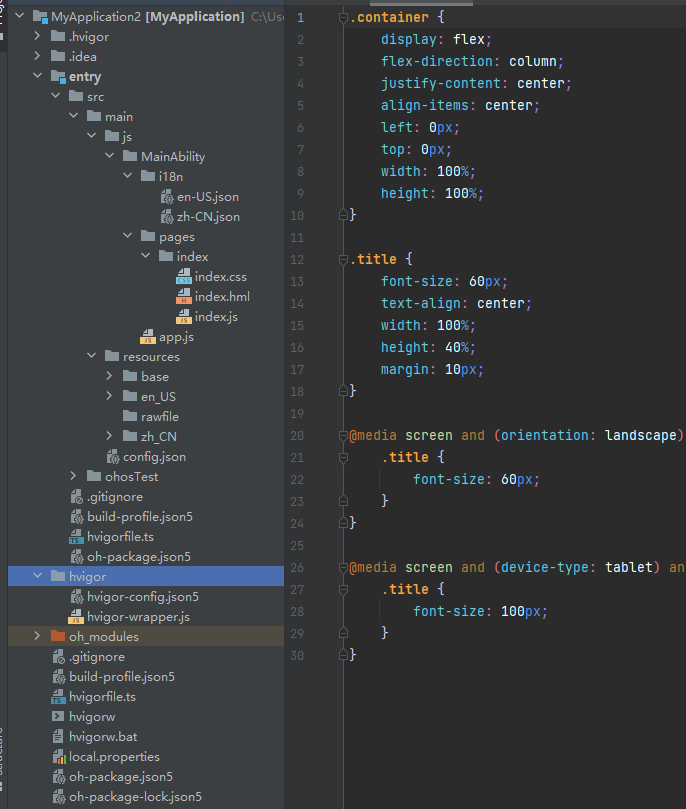 MyApplication2 [MyApplication] C:\Use
.hvigor
.idea
entry
src
main
js
MainAbility
i18n
en-US.json
zh-CN.json
pages
index
index.css
index.hml
index.js
app.js
resources
base
en_US
rawfile
zh_CN
config.json
ohosTest
.gitignore
build-profile.json5
hvigorfile.ts
oh-package.json5
hvigor
hvigor-config.json5
hvigor-wrapper.js
oh_modules
.gitignore
build-profile.json5
hvigorfile.ts
hvigorw
hvigorw.bat
local.properties
oh-package.json5
oh-package-lock.json5
1 .container {
2 display: flex;
3 flex-direction: column;
4 justify-content: center;
5 align-items: center;
6 left: 0px;
7 top: 0px;
8 width: 100%;
9 height: 100%;
10 }
11
12 .title {
13 font-size: 60px;
14 text-align: center;
15 width: 100%;
16 height: 40%;
17 margin: 10px;
18 }
19
20 @media screen and (orientation: landscape)
21 .title {
22 font-size: 60px;
23 }
24 }
25
26 @media screen and (device-type: tablet) an
27 .title {
28 font-size: 100px;
29 }
30 }